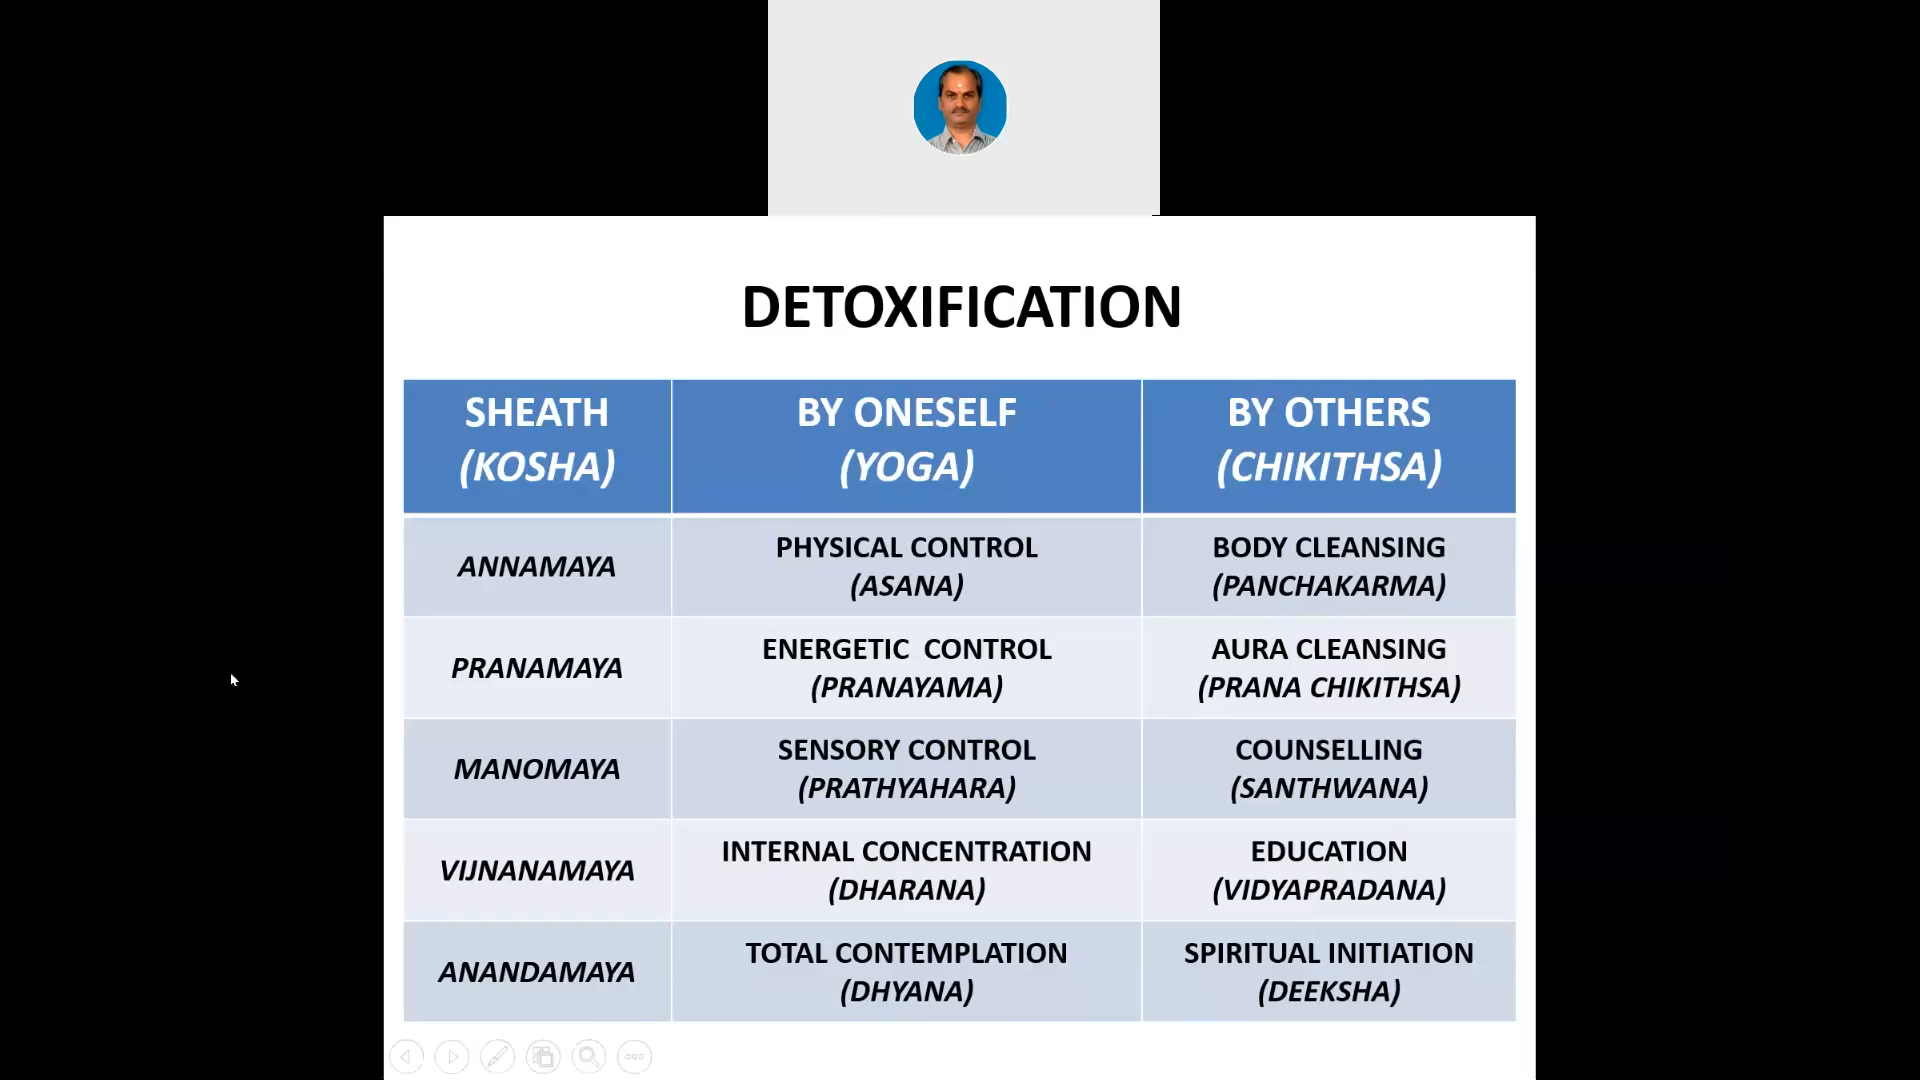 DETOXIFICATION
SHEATH
(KOSHA)
BY ONESELF
(YOGA)
BY OTHERS
(CHIKITHSA)
ANNAMAYA
PHYSICAL CONTROL
(ASANA)
BODY CLEANSING
(PANCHAKARMA)
PRANAMAYA
ENERGETIC  CONTROL
(PRANAYAMA)
AURA CLEANSING
(PRANA CHIKITHSA)
MANOMAYA
SENSORY CONTROL
(PRATHYAHARA)
COUNSELLING
(SANTHWANA)
VIJNANAMAYA
INTERNAL CONCENTRATION
(DHARANA)
EDUCATION
(VIDYAPRADANA)
ANANDAMAYA
TOTAL CONTEMPLATION
(DHYANA)
SPIRITUAL INITIATION
(DEEKSHA)